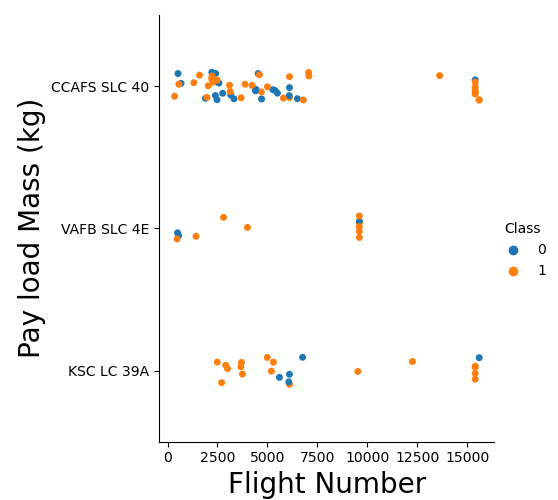 Pay load Mass (kg)
CCAFS SLC 40
VAFB SLC 4E
KSC LC 39A
0 2500 5000 7500 10000 12500 15000
Flight Number
Class
0
1